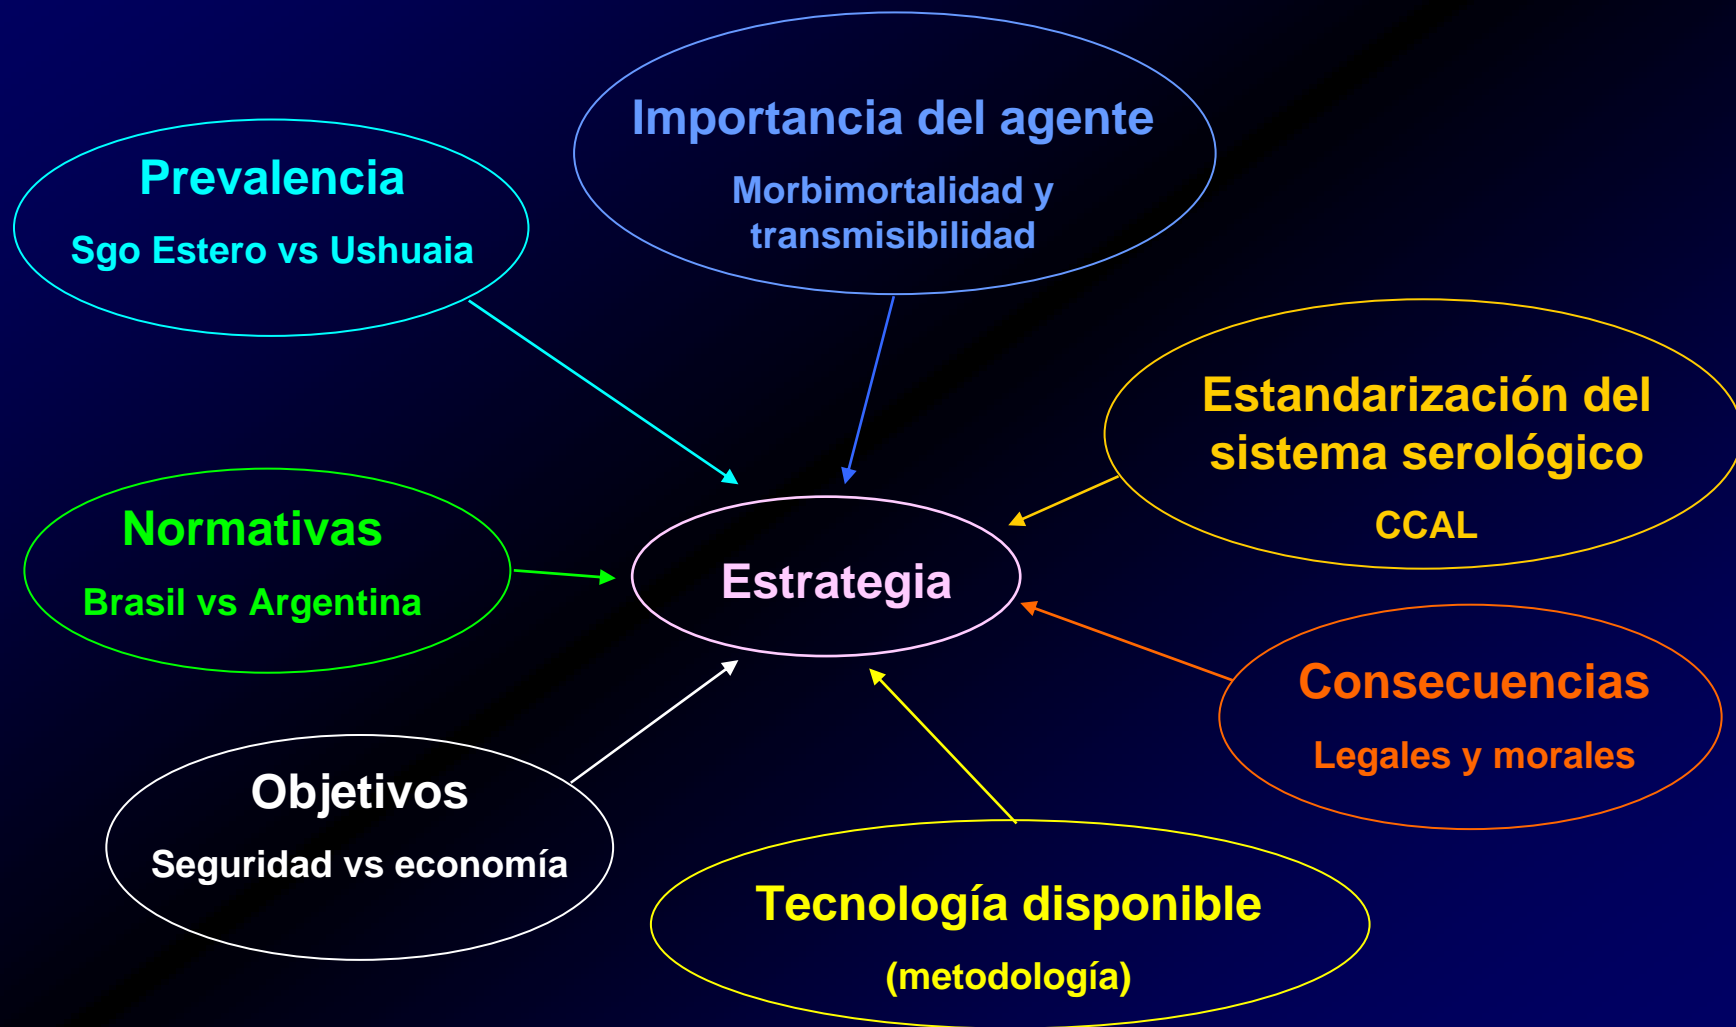 Importancia del agente
Morbimortalidad y
transmisibilidad
Prevalencia
Sgo Estero vs Ushuaia
Estandarización del
sistema serológico
CCAL
Normativas
Brasil vs Argentina
Estrategia
Consecuencias
Legales y morales
Objetivos
Seguridad vs economía
Tecnología disponible
(metodología)